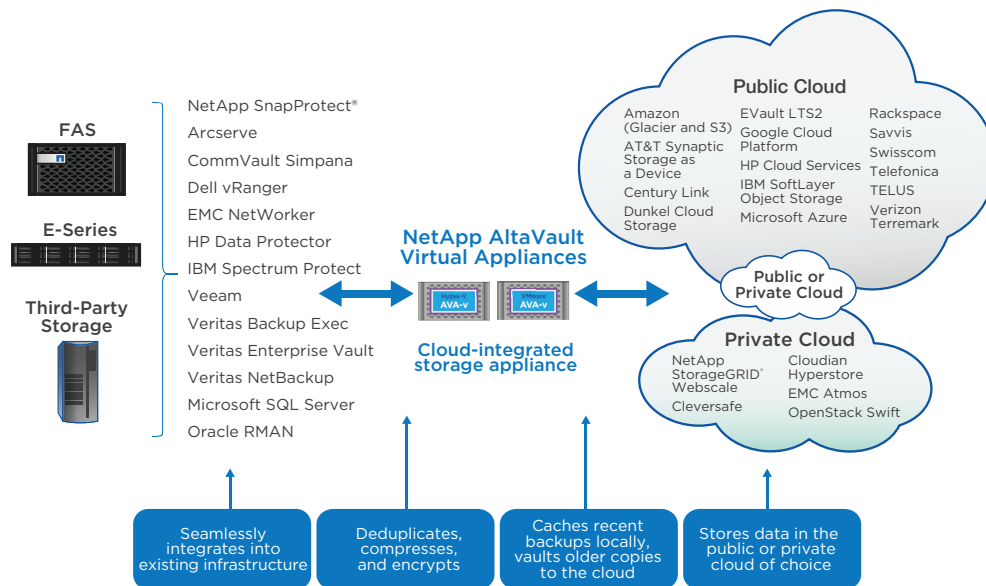 FAS
E-Series
Third-Party
Storage
NetApp SnapProtect®
Arcserve
CommVault Simpana
Dell vRanger
EMC NetWorker
HP Data Protector
IBM Spectrum Protect
Veeam
Veritas Backup Exec
Veritas Enterprise Vault
Veritas NetBackup
Microsoft SQL Server
Oracle RMAN
NetApp AltaVault
Virtual Appliances
Hyper-V
AVA-v
VMware
AVA-v
Cloud-integrated
storage appliance
Public Cloud
Amazon
(Glacier and S3)
AT&T Synaptic
Storage as
a Device
Century Link
Dunkel Cloud
Storage
EVault LTS2
Google Cloud
Platform
HP Cloud Services
IBM SoftLayer
Object Storage
Microsoft Azure
Rackspace
Savvis
Swisscom
Telefonica
TELUS
Verizon
Terremark
Public or
Private Cloud
Private Cloud
NetApp
StorageGRID®
Webscale
Cleversafe
Cloudian
Hyperstore
EMC Atmos
OpenStack Swift
Seamlessly
integrates into
existing infrastructure
Deduplicates,
compresses,
and encrypts
Caches recent
backups locally,
vaults older copies
to the cloud
Stores data in the
public or private
cloud of choice